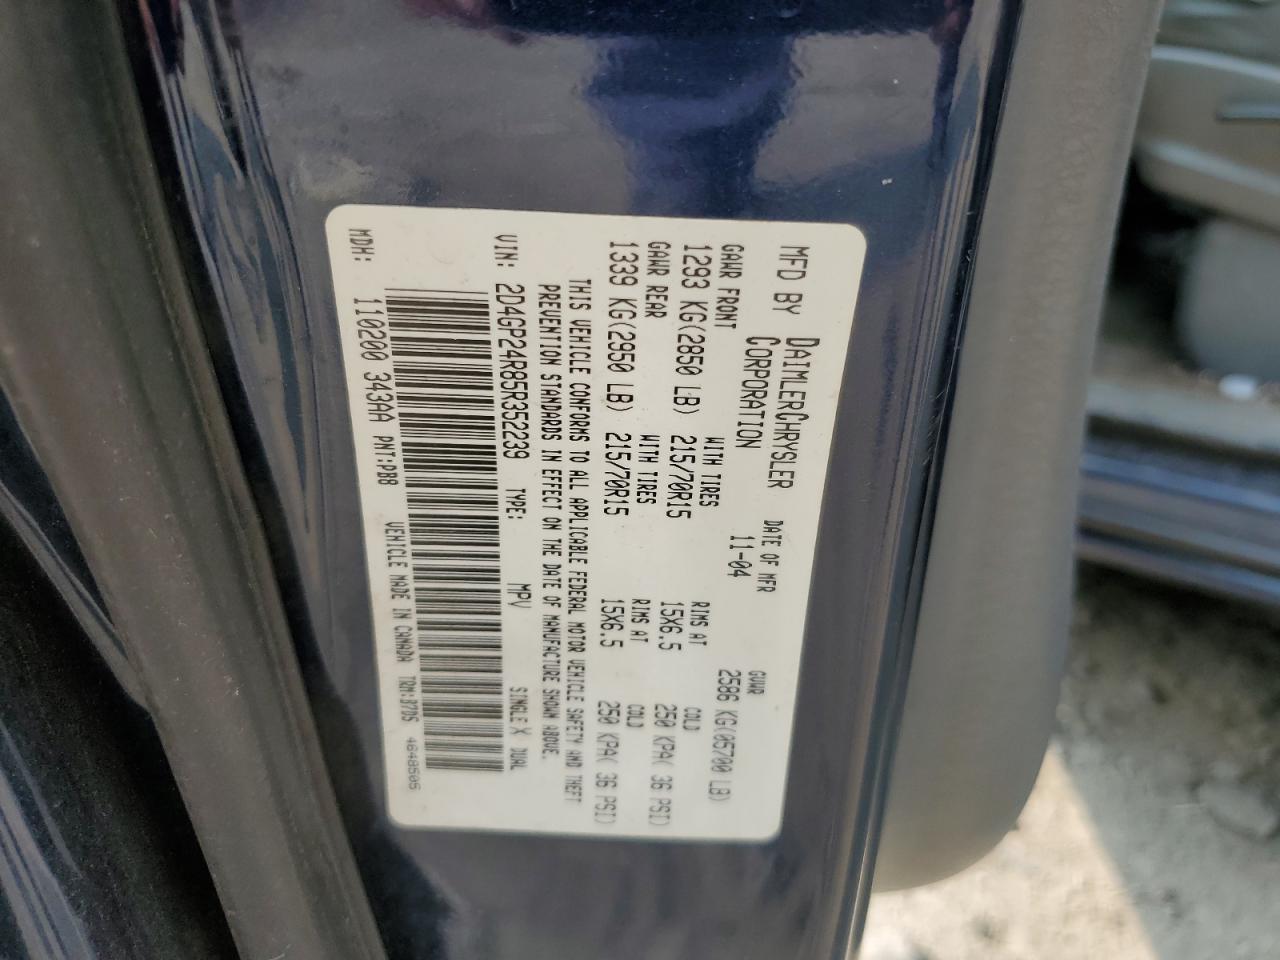 MFD BY DAIMLERCHRYSLER CORPORATION
DATE OF MFR 11-04
GVWR 2586 KG(05700 LB)
GAWR FRONT WITH TIRES RIMS AT COLD
1293 KG(2850 LB) 215/70R15 15X6.5 250 KPA( 36 PSI)
GAWR REAR WITH TIRES RIMS AT COLD
1339 KG(2950 LB) 215/70R15 15X6.5 250 KPA( 36 PSI)
THIS VEHICLE CONFORMS TO ALL APPLICABLE FEDERAL MOTOR VEHICLE SAFETY AND THEFT
PREVENTION STANDARDS IN EFFECT ON THE DATE OF MANUFACTURE SHOWN ABOVE.
VIN: 2D4GP24R85R352239 TYPE: MPV SINGLE X DUAL
MDH: 110200 343AA PNT:PB8 VEHICLE MADE IN CANADA TRM:B7D5 4648505